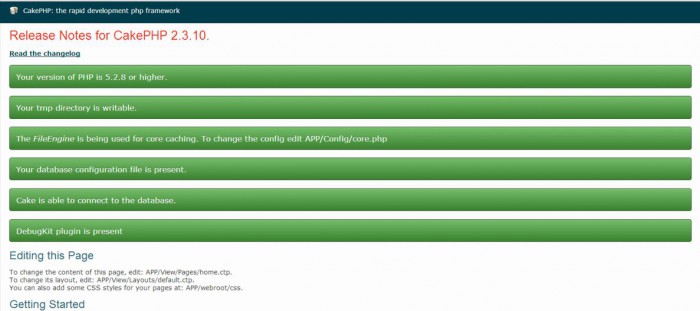 CakePHP: the rapid development php framework
Release Notes for CakePHP 2.3.10.
Read the changelog
Your version of PHP is 5.2.8 or higher.
Your tmp directory is writable.
The FileEngine is being used for core caching. To change the config edit APP/Config/core.php
Your database configuration file is present.
Cake is able to connect to the database.
DebugKit plugin is present
Editing this Page
To change the content of this page, edit: APP/View/Pages/home.ctp.
To change its layout, edit: APP/View/Layouts/default.ctp.
You can also add some CSS styles for your pages at: APP/webroot/css.
Getting Started